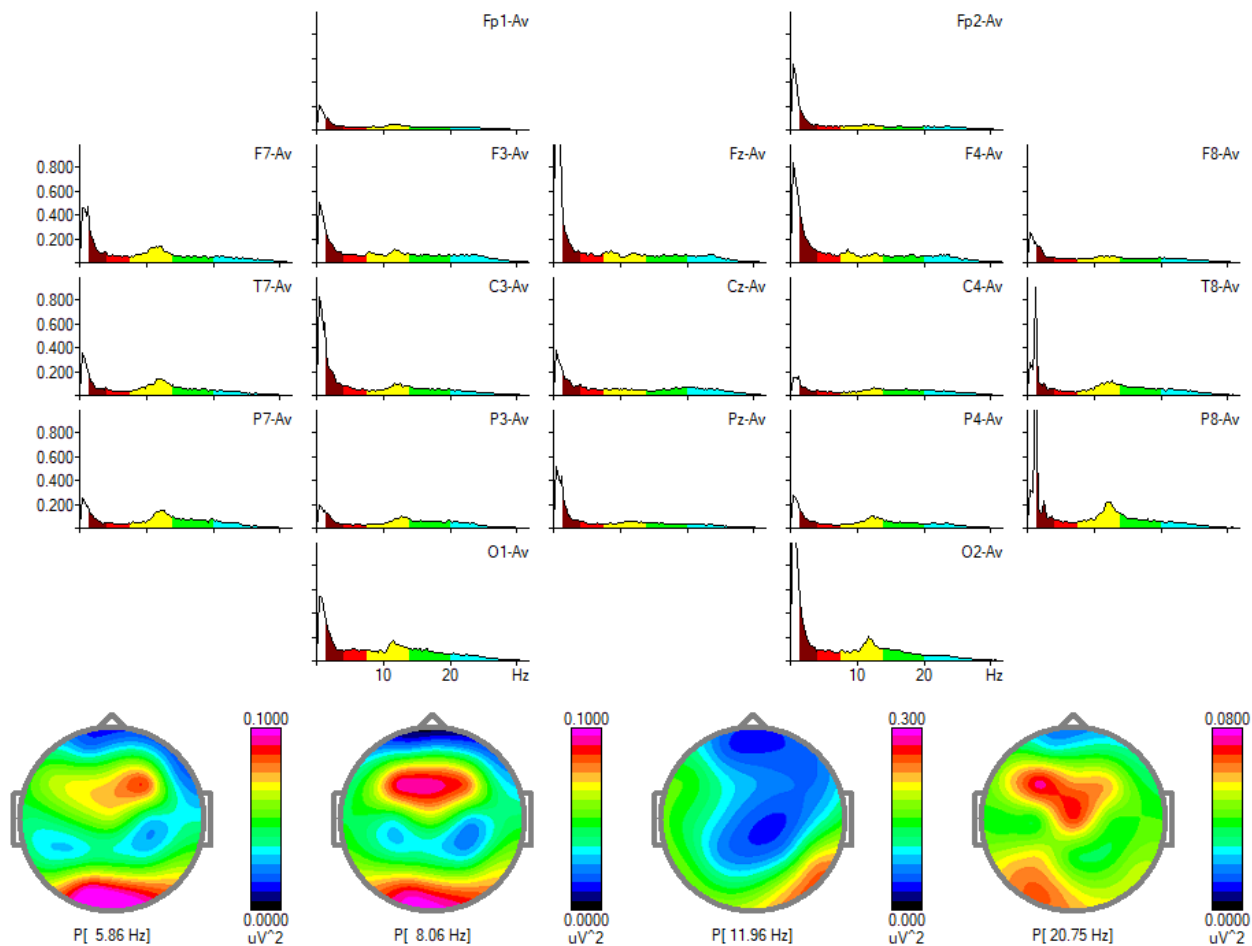 Fp1-Av Fp2-Av
F7-Av F3-Av Fz-Av F4-Av F8-Av
0.800
0.600
0.400
0.200
T7-Av C3-Av Cz-Av C4-Av T8-Av
0.800
0.600
0.400
0.200
P7-Av P3-Av Pz-Av P4-Av P8-Av
0.800
0.600
0.400
0.200
O1-Av O2-Av
10 20 Hz 10 20 Hz
0.1000 0.1000 0.300 0.0800
0.0000 0.0000 0.000 0.0000
P[ 5.86 Hz] uV^2 P[ 8.06 Hz] uV^2 P[11.96 Hz] uV^2 P[20.75 Hz] uV^2